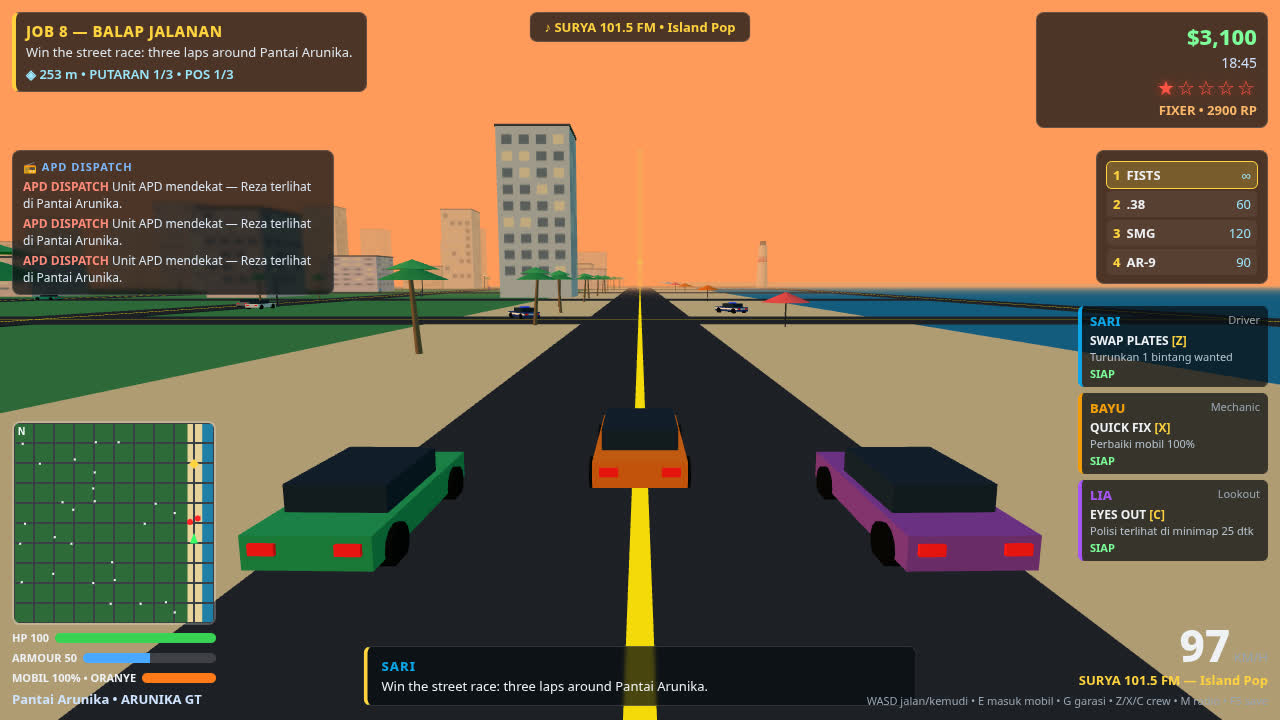 JOB 8 — BALAP JALANAN
Win the street race: three laps around Pantai Arunika.
◈ 253 m • PUTARAN 1/3 • POS 1/3
♪ SURYA 101.5 FM • Island Pop
$3,100
18:45
★☆☆☆☆
FIXER • 2900 RP
📻 APD DISPATCH
APD DISPATCH Unit APD mendekat — Reza terlihat
di Pantai Arunika.
APD DISPATCH Unit APD mendekat — Reza terlihat
di Pantai Arunika.
APD DISPATCH Unit APD mendekat — Reza terlihat
di Pantai Arunika.
1 FISTS ∞
2 .38 60
3 SMG 120
4 AR-9 90
SARI Driver
SWAP PLATES [Z]
Turunkan 1 bintang wanted
SIAP
BAYU Mechanic
QUICK FIX [X]
Perbaiki mobil 100%
SIAP
LIA Lookout
EYES OUT [C]
Polisi terlihat di minimap 25 dtk
SIAP
N
HP 100
ARMOUR 50
MOBIL 100% • ORANYE
Pantai Arunika • ARUNIKA GT
SARI
Win the street race: three laps around Pantai Arunika.
97
SURYA 101.5 FM — Island Pop
WASD jalan/kemudi • E masuk mobil • G garasi • Z/X/C crew • M